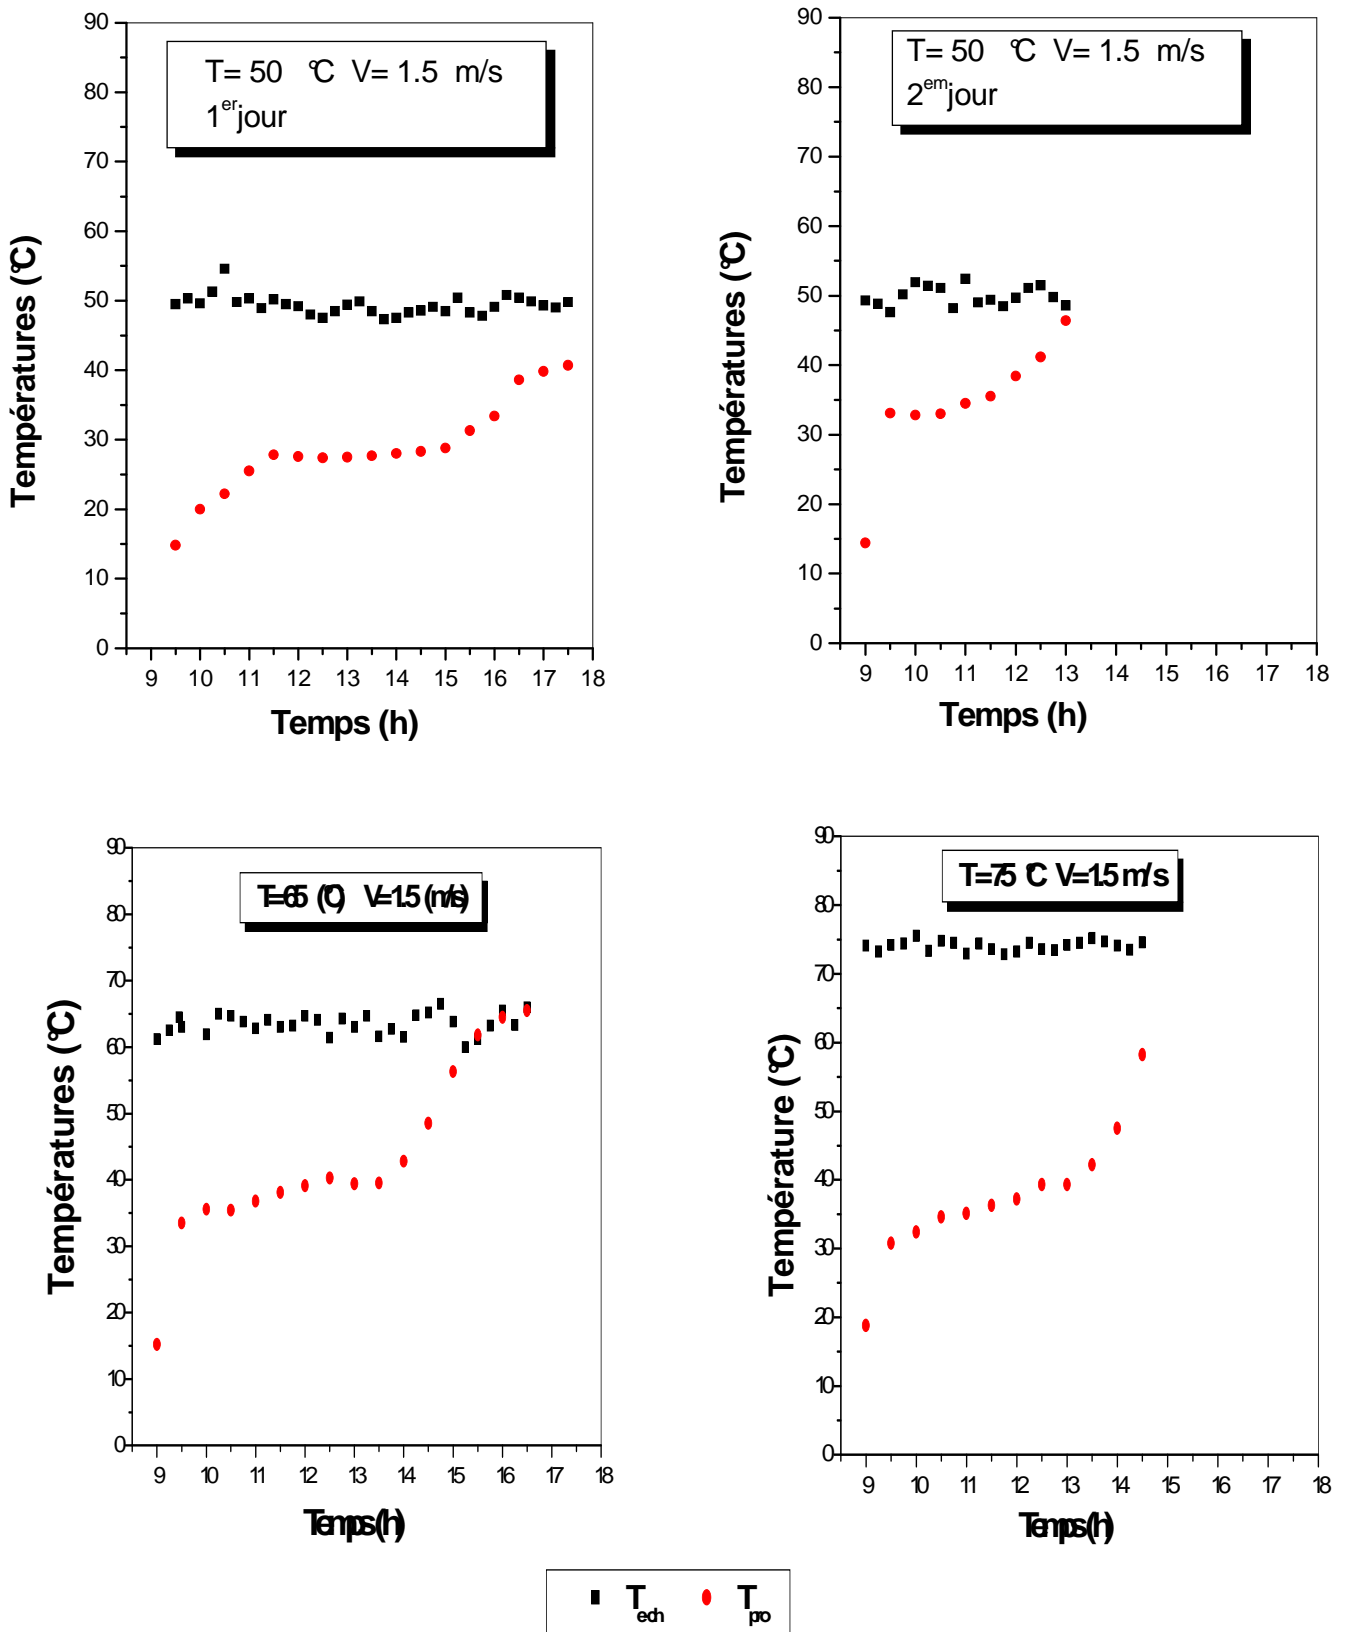 T= 50 °C V= 1.5 m/s
1er jour
90
80
70
60
50
40
30
20
10
0
Températures (°C)
9 10 11 12 13 14 15 16 17 18
Temps (h)
T= 50 °C V= 1.5 m/s
2em jour
90
80
70
60
50
40
30
20
10
0
Températures (°C)
9 10 11 12 13 14 15 16 17 18
Temps (h)
T=65 (°C) V=1.5 (m/s)
90
80
70
60
50
40
30
20
10
0
Températures (°C)
9 10 11 12 13 14 15 16 17 18
Temps (h)
T=75 °C V=1.5 m/s
90
80
70
60
50
40
30
20
10
0
Température (°C)
9 10 11 12 13 14 15 16 17 18
Temps (h)
Tech Tpro